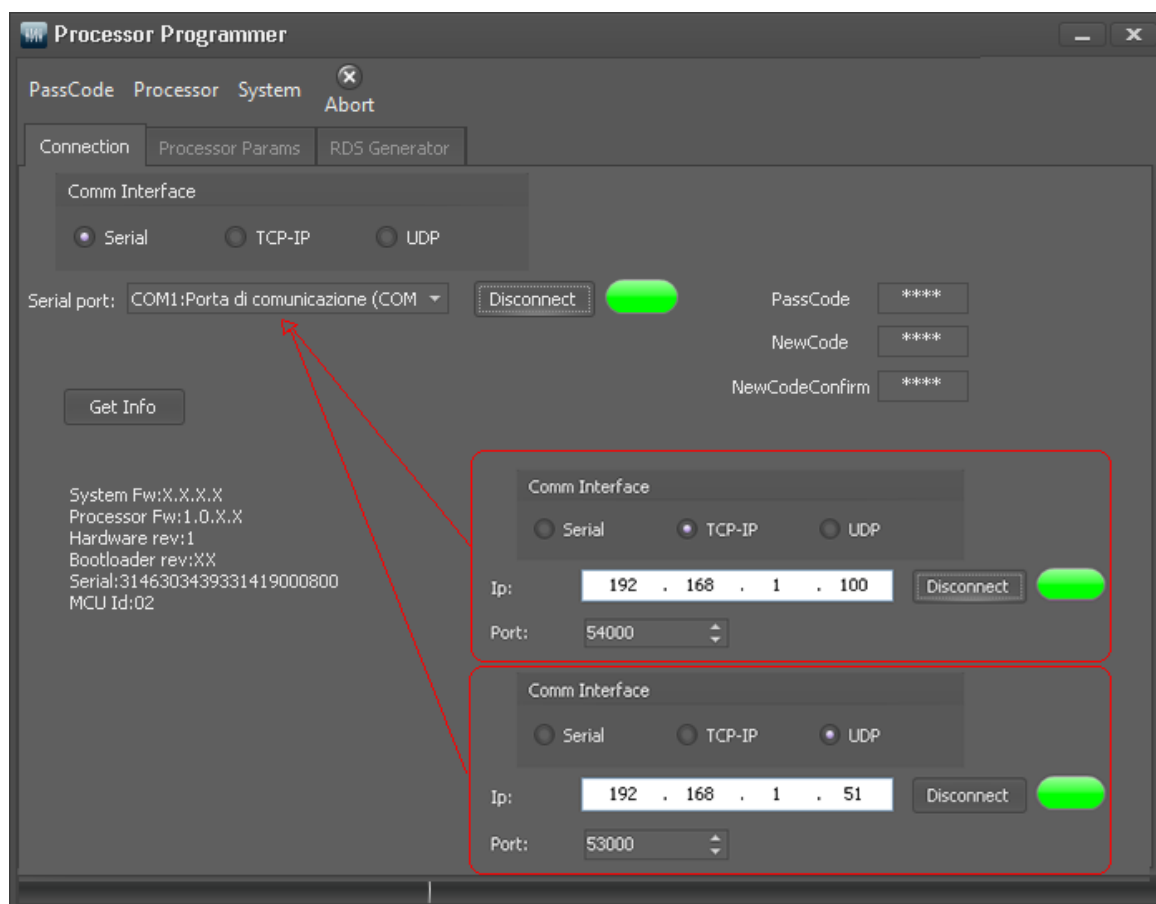 Processor Programmer
PassCode Processor System Abort
Connection Processor Params RDS Generator
Comm Interface
Serial TCP-IP UDP
Serial port: COM1:Porta di comunicazione (COM Disconnect
PassCode ****
NewCode ****
NewCodeConfirm ****
Get Info
System Fw:X.X.X.X
Processor Fw:1.0.X.X
Hardware rev:1
Bootloader rev:XX
Serial:3146303439331419000800
MCU Id:02
Comm Interface
Serial TCP-IP UDP
Ip: 192 . 168 . 1 . 100 Disconnect
Port: 54000
Comm Interface
Serial TCP-IP UDP
Ip: 192 . 168 . 1 . 51 Disconnect
Port: 53000